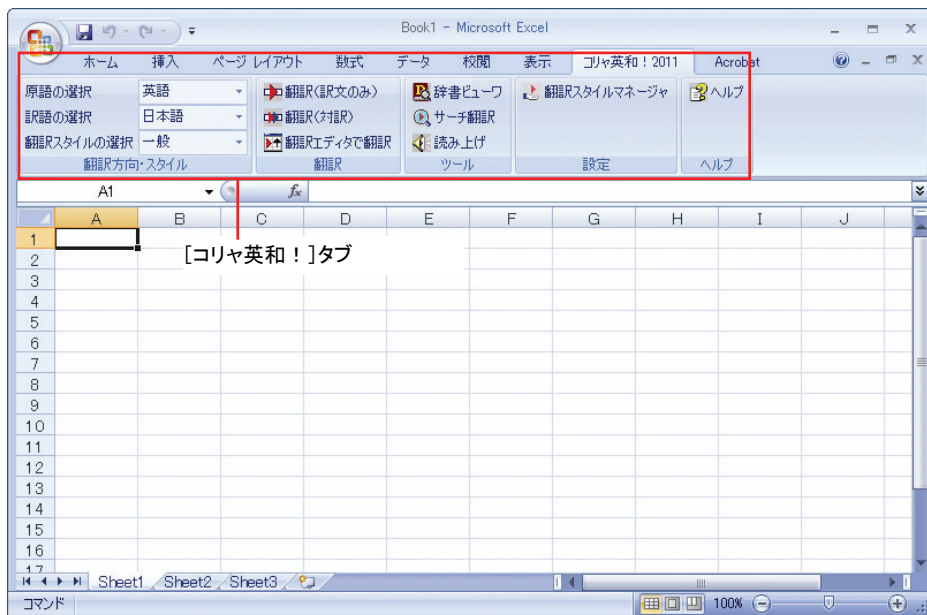 Book1 - Microsoft Excel
ホーム 挿入 ページ レイアウト 数式 データ 校閲 表示 コリャ英和！2011 Acrobat
原語の選択 英語 翻訳(訳文のみ) 辞書ビューワ 翻訳スタイルマネージャ ヘルプ
訳語の選択 日本語 翻訳(対訳) サーチ翻訳
翻訳スタイルの選択 一般 翻訳エディタで翻訳 読み上げ
翻訳方向・スタイル 翻訳 ツール 設定 ヘルプ
A1 fx
A B C D E F G H I J
1
[コリャ英和！]タブ
2
3
4
5
6
7
8
9
10
11
12
13
14
15
16
17
Sheet1 Sheet2 Sheet3
コマンド 100%